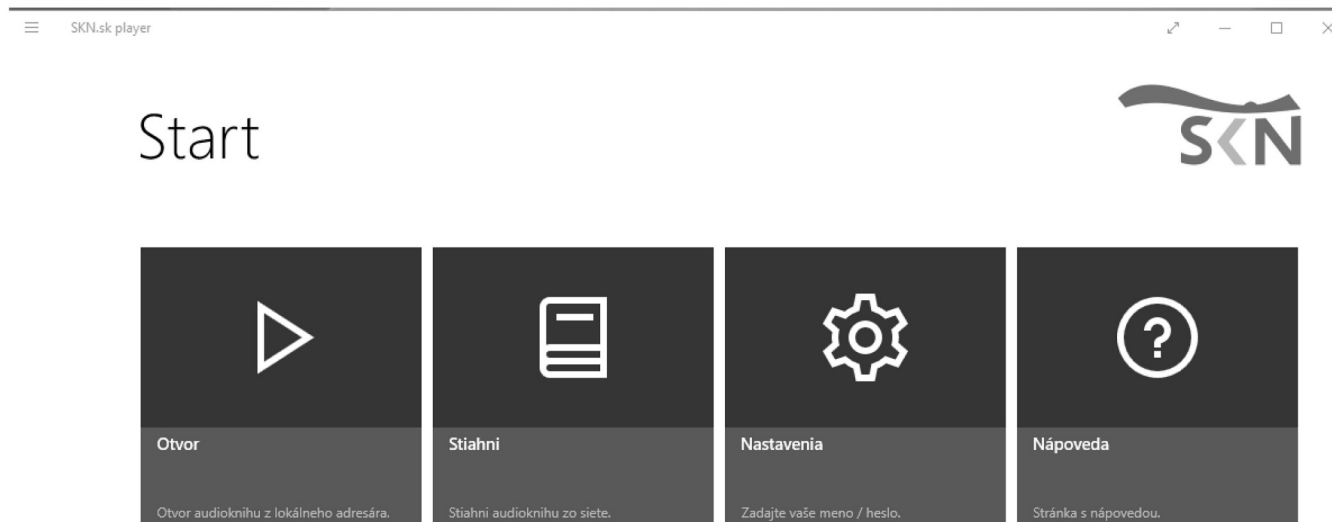 SKN.sk player
Start
SKN
Otvor
Stiahni
Nastavenia
Nápoveda
Otvor audioknihu z lokálneho adresára.
Stiahni audioknihu zo siete.
Zadajte vaše meno / heslo.
Stránka s nápovedou.